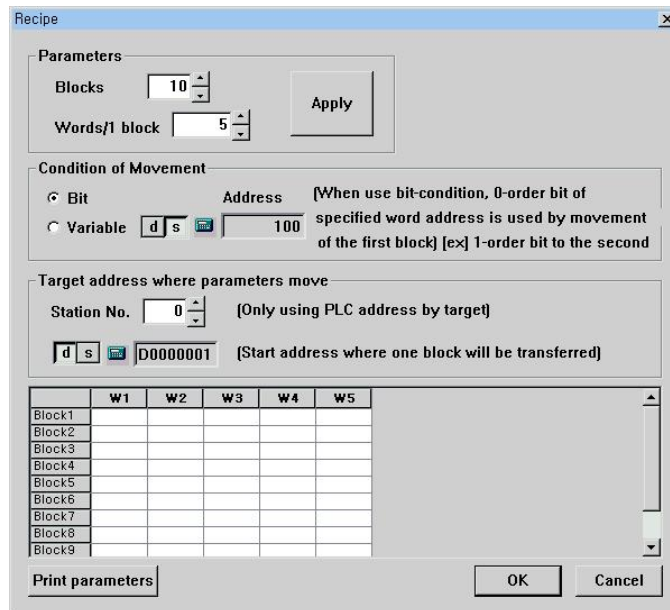 Recipe
Parameters
Blocks 10
Apply
Words/1 block 5
Condition of Movement
Bit Address (When use bit-condition, 0-order bit of
Variable d s 100 specified word address is used by movement
of the first block) [ex] 1-order bit to the second
Target address where parameters move
Station No. 0 (Only using PLC address by target)
d s D0000001 (Start address where one block will be transferred)
W1 W2 W3 W4 W5
Block1
Block2
Block3
Block4
Block5
Block6
Block7
Block8
Block9
Print parameters OK Cancel